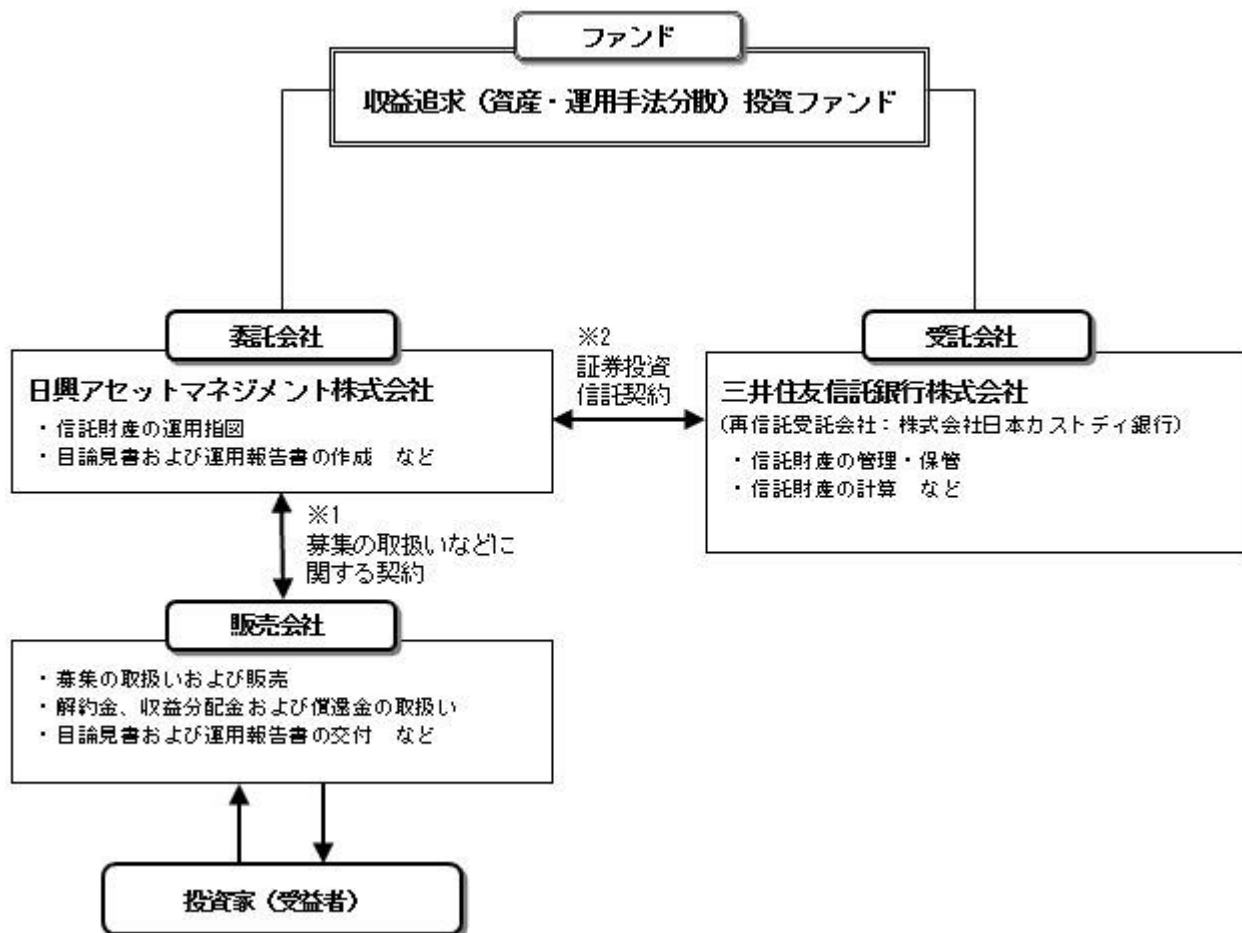 ファンド
収益追求（資産・運用手法分散）投資ファンド
委託会社
日興アセットマネジメント株式会社
・信託財産の運用指図
・目論見書および運用報告書の作成　など
※2
証券投資
信託契約
受託会社
三井住友信託銀行株式会社
（再信託受託会社：株式会社日本カストディ銀行）
・信託財産の管理・保管
・信託財産の計算　など
※1
募集の取扱いなどに
関する契約
販売会社
・募集の取扱いおよび販売
・解約金、収益分配金および償還金の取扱い
・目論見書および運用報告書の交付　など
投資家（受益者）